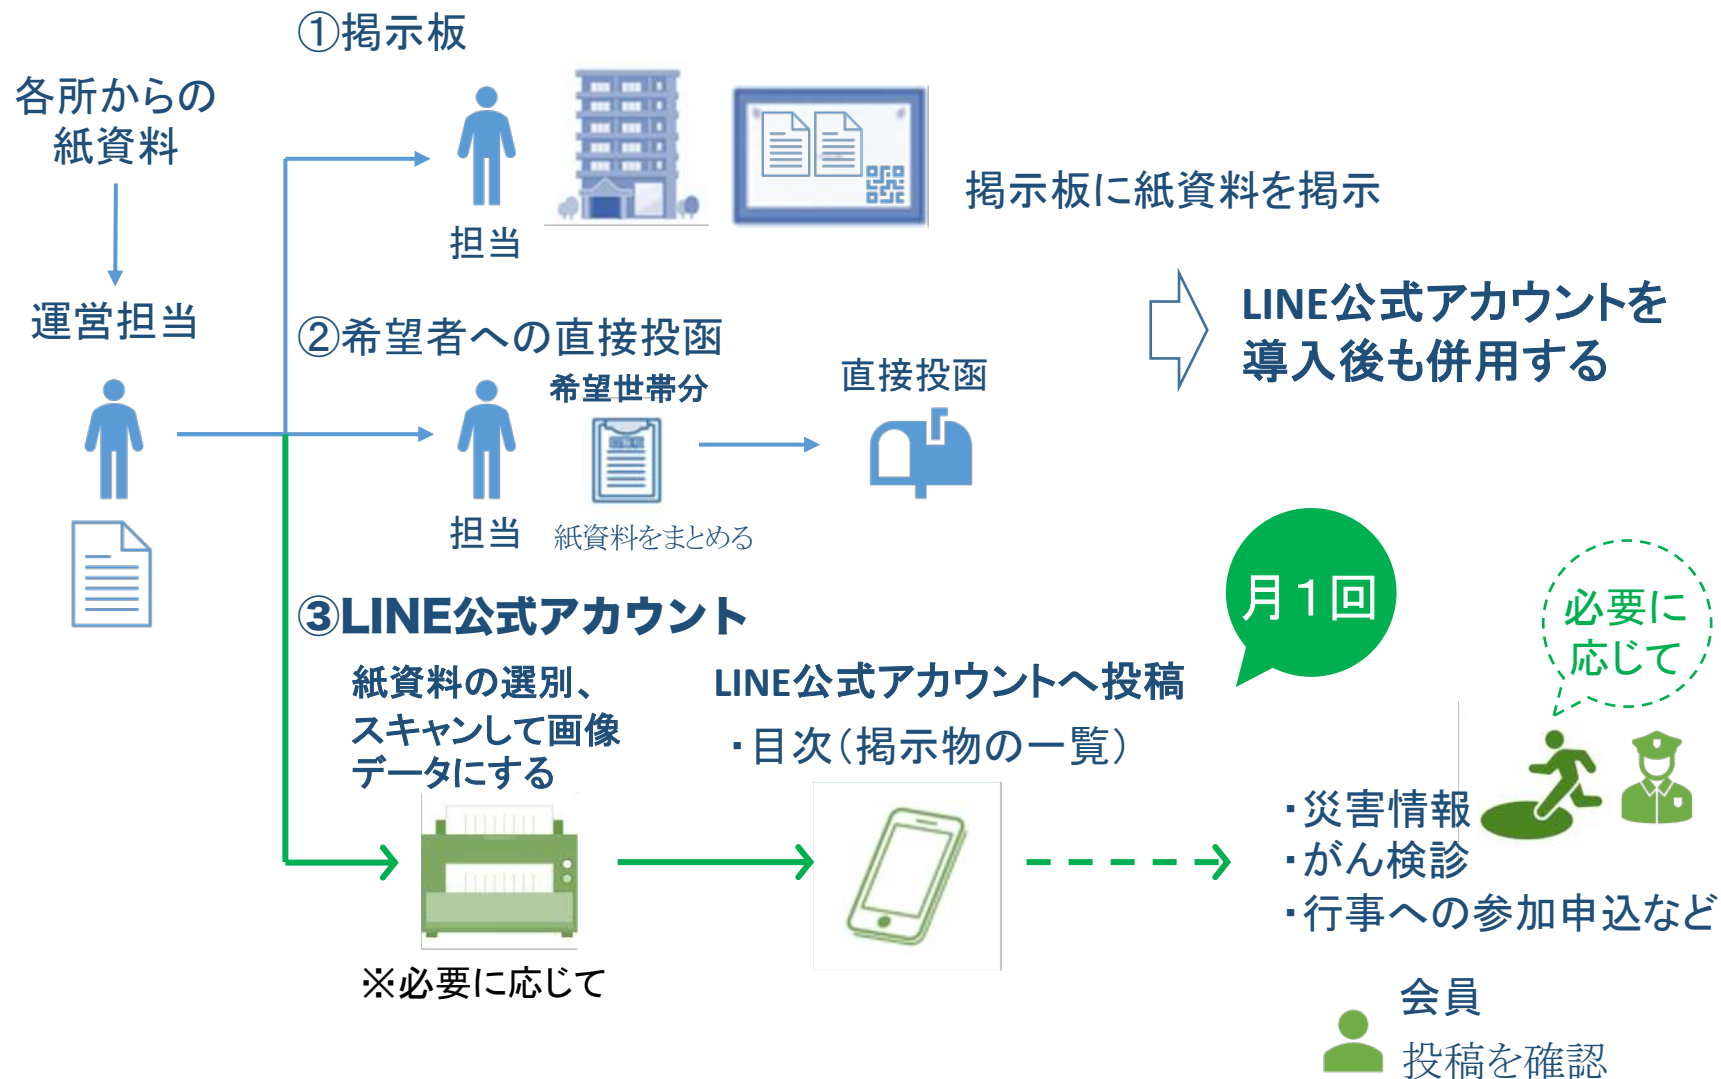 ①掲示板
各所からの
紙資料
担当
掲示板に紙資料を掲示
運営担当
②希望者への直接投函
希望世帯分
直接投函
LINE公式アカウントを
導入後も併用する
担当
紙資料をまとめる
③LINE公式アカウント
月1回
必要に
応じて
紙資料の選別、
スキャンして画像
データにする
LINE公式アカウントへ投稿
・目次(掲示物の一覧)
・災害情報
・がん検診
・行事への参加申込など
※必要に応じて
会員
投稿を確認